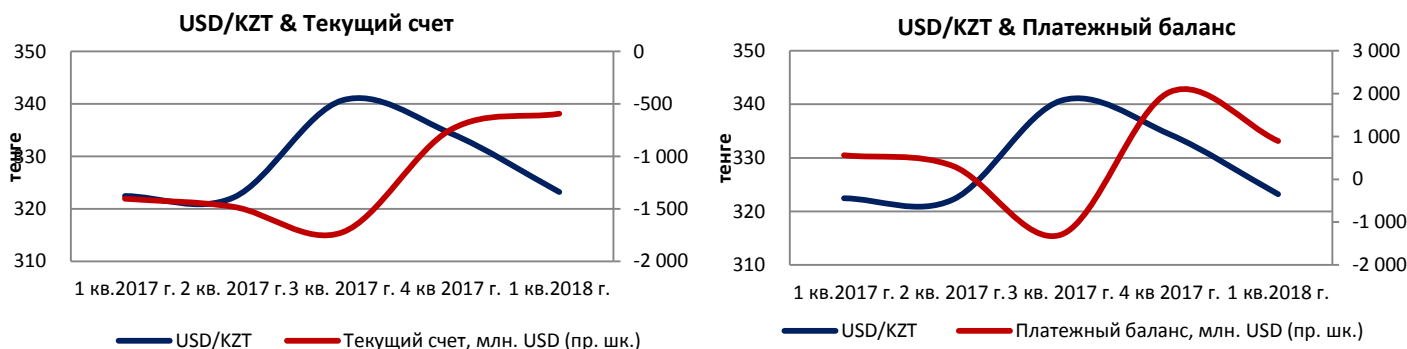 USD/KZT & Текущий счет
350
340
330
320
310
тенге
0
-500
-1 000
-1 500
-2 000
1 кв.2017 г. 2 кв. 2017 г. 3 кв. 2017 г. 4 кв 2017 г. 1 кв.2018 г.
USD/KZT Текущий счет, млн. USD (пр. шк.)
USD/KZT & Платежный баланс
350
340
330
320
310
тенге
3 000
2 000
1 000
0
-1 000
-2 000
1 кв.2017 г. 2 кв. 2017 г. 3 кв. 2017 г. 4 кв 2017 г. 1 кв.2018 г.
USD/KZT Платежный баланс, млн. USD (пр. шк.)